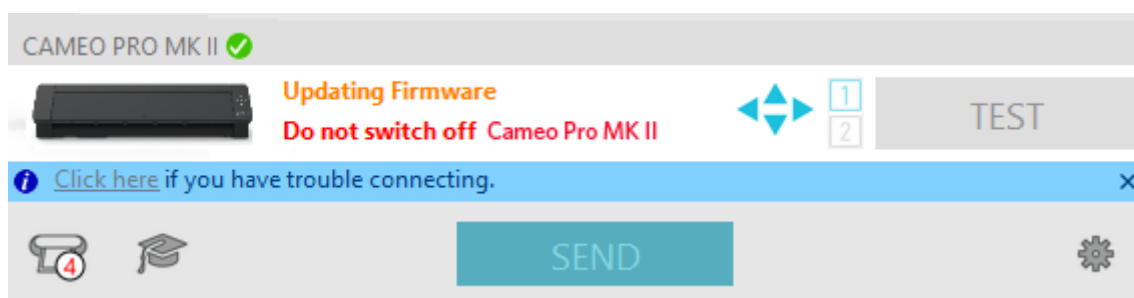 CAMEO PRO MK II
Updating Firmware
Do not switch off Cameo Pro MK II
1
2
TEST
Click here if you have trouble connecting.
4
SEND